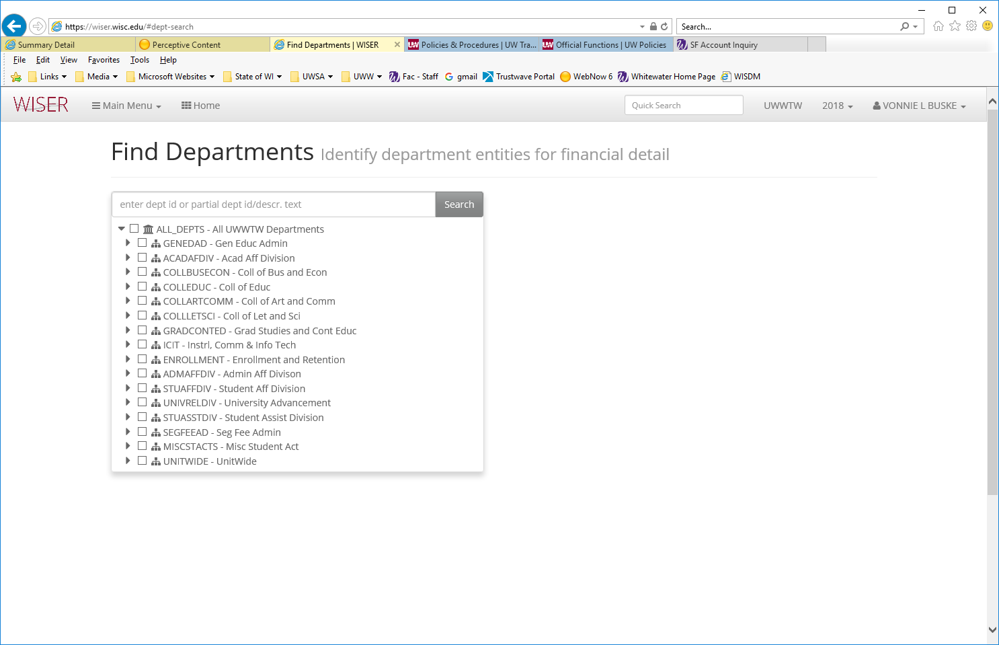 https://wiser.wisc.edu/#dept-search
Search...
Summary Detail
Perceptive Content
Find Departments | WISER
Policies & Procedures | UW Tra...
Official Functions | UW Policies
SF Account Inquiry
File Edit View Favorites Tools Help
Links Media Microsoft Websites State of WI UWSA UWW Fac - Staff gmail Trustwave Portal WebNow 6 Whitewater Home Page WISDM
WISER Main Menu Home Quick Search UWWTW 2018 VONNIE L BUSKE
Find Departments Identify department entities for financial detail
enter dept id or partial dept id/descr. text Search
ALL_DEPTS - All UWWTW Departments
GENEDAD - Gen Educ Admin
ACADAFDIV - Acad Aff Division
COLLBUSECON - Coll of Bus and Econ
COLLEDUC - Coll of Educ
COLLARTCOMM - Coll of Art and Comm
COLLLETSCI - Coll of Let and Sci
GRADCONTED - Grad Studies and Cont Educ
ICIT - Instrl, Comm & Info Tech
ENROLLMENT - Enrollment and Retention
ADMAFFDIV - Admin Aff Divison
STUAFFDIV - Student Aff Division
UNIVRELDIV - University Advancement
STUASSTDIV - Student Assist Division
SEGFEEAD - Seg Fee Admin
MISCSTACTS - Misc Student Act
UNITWIDE - UnitWide